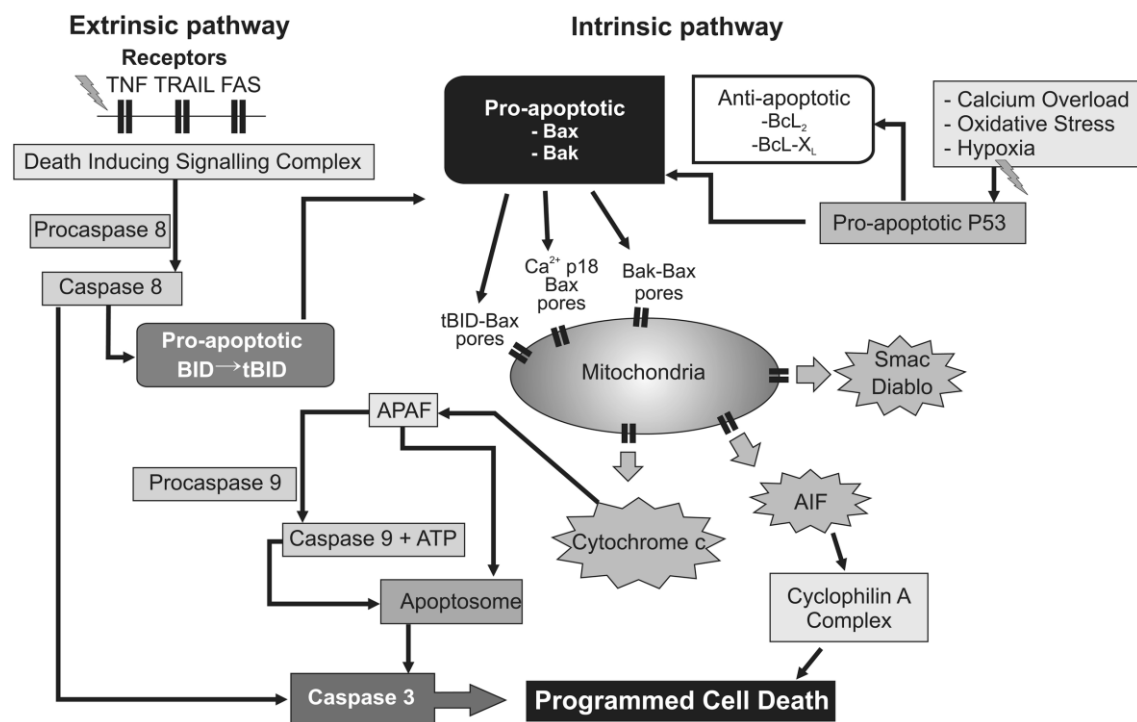 Extrinsic pathway
Receptors
TNF TRAIL FAS
Death Inducing Signalling Complex
Procaspase 8
Caspase 8
Pro-apoptotic
BID→tBID
Intrinsic pathway
Pro-apoptotic
- Bax
- Bak
Anti-apoptotic
-BcL₂
-BcL-X_L
- Calcium Overload
- Oxidative Stress
- Hypoxia
Pro-apoptotic P53
tBID-Bax
pores
Ca²⁺ p18
Bax
pores
Bak-Bax
pores
Mitochondria
Smac
Diablo
APAF
Procaspase 9
Caspase 9 + ATP
Apoptosome
Cytochrome c
AIF
Cyclophilin A
Complex
Caspase 3
Programmed Cell Death